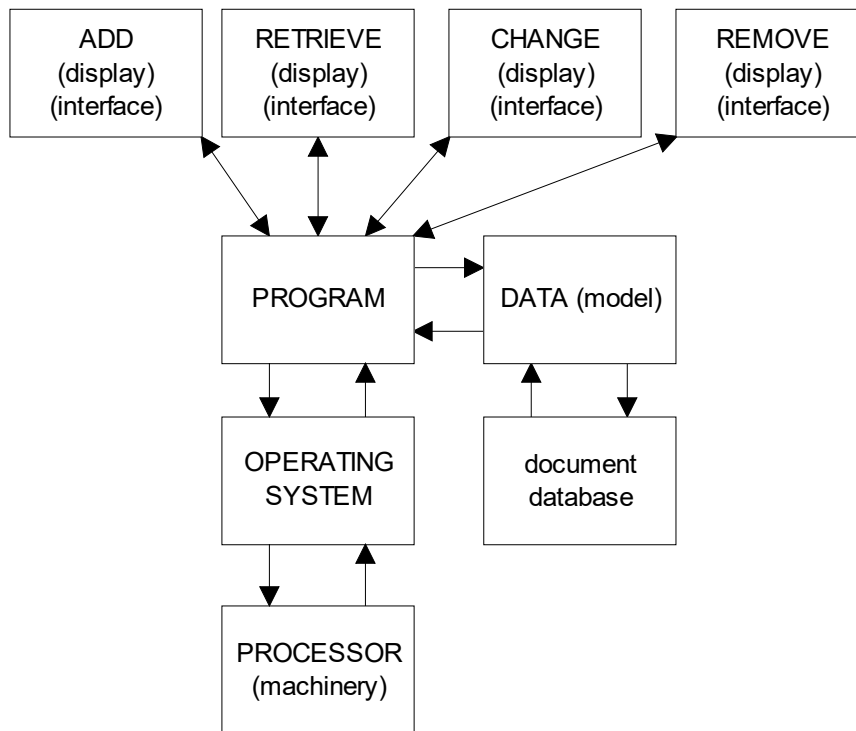 ADD
(display)
(interface)
RETRIEVE
(display)
(interface)
CHANGE
(display)
(interface)
REMOVE
(display)
(interface)
PROGRAM
DATA (model)
OPERATING
SYSTEM
document
database
PROCESSOR
(machinery)